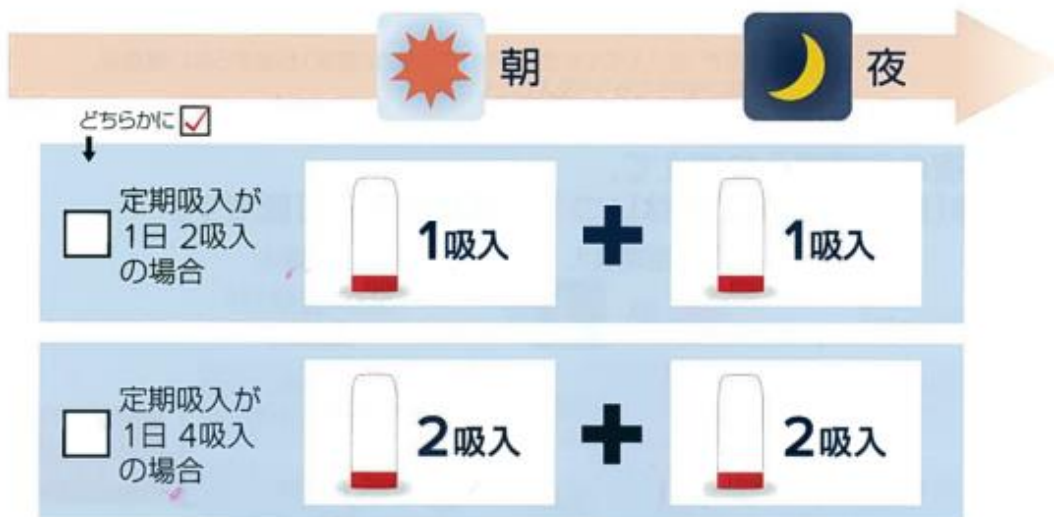 朝
夜
どちらかに
定期吸入が
1日 2吸入
の場合
1吸入
1吸入
定期吸入が
1日 4吸入
の場合
2吸入
2吸入